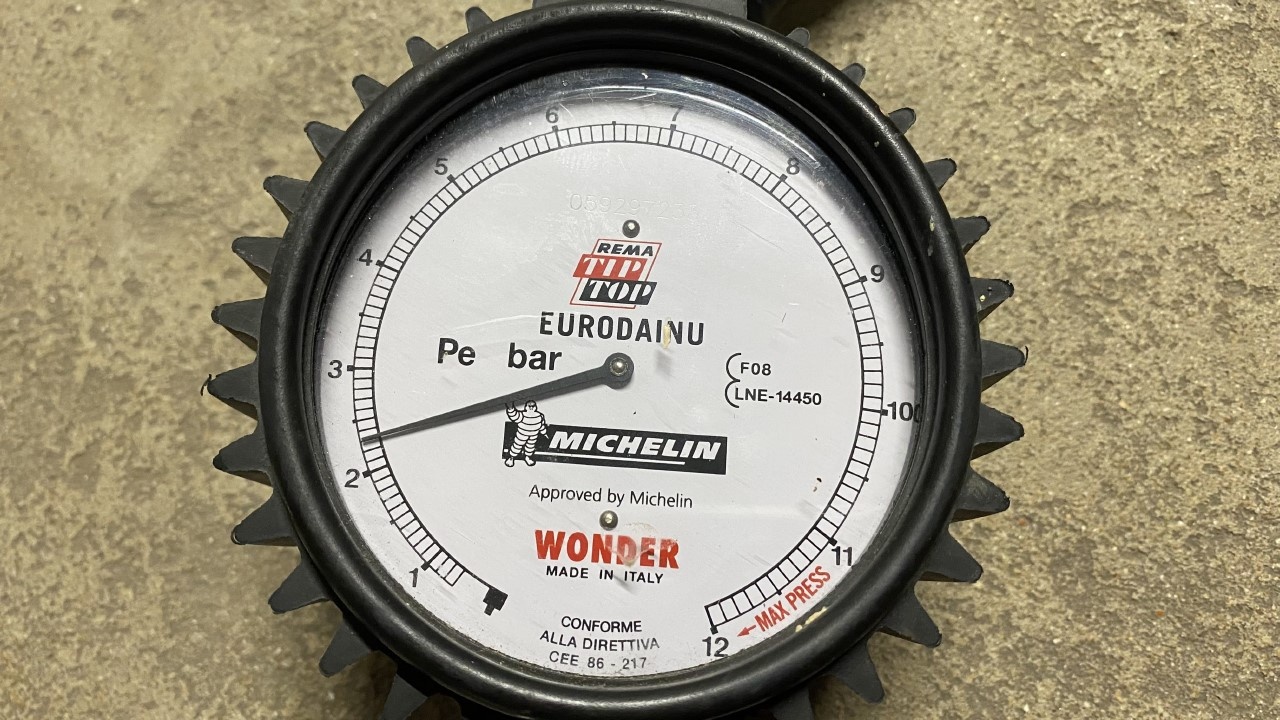 6 7
5 8
4 9
3 10
2 11
1 12
REMA
TIP
TOP
EURODAINU
Pe bar
F08
LNE-14450
MICHELIN
Approved by Michelin
WONDER
MADE IN ITALY
MAX PRESS
CONFORME
ALLA DIRETTIVA
CEE 86 - 217